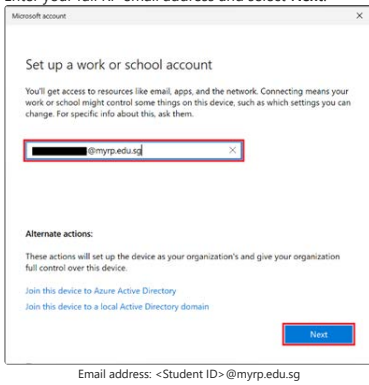 Enter your full RP email address and select Next.
Microsoft account
Set up a work or school account
You'll get access to resources like email, apps, and the network. Connecting means your
work or school might control some things on this device, such as which settings you can
change. For specific info about this, ask them.
@myrp.edu.sg
Alternate actions:
These actions will set up the device as your organization's and give your organization
full control over this device.
Join this device to Azure Active Directory
Join this device to a local Active Directory domain
Next
Email address: <Student ID>@myrp.edu.sg